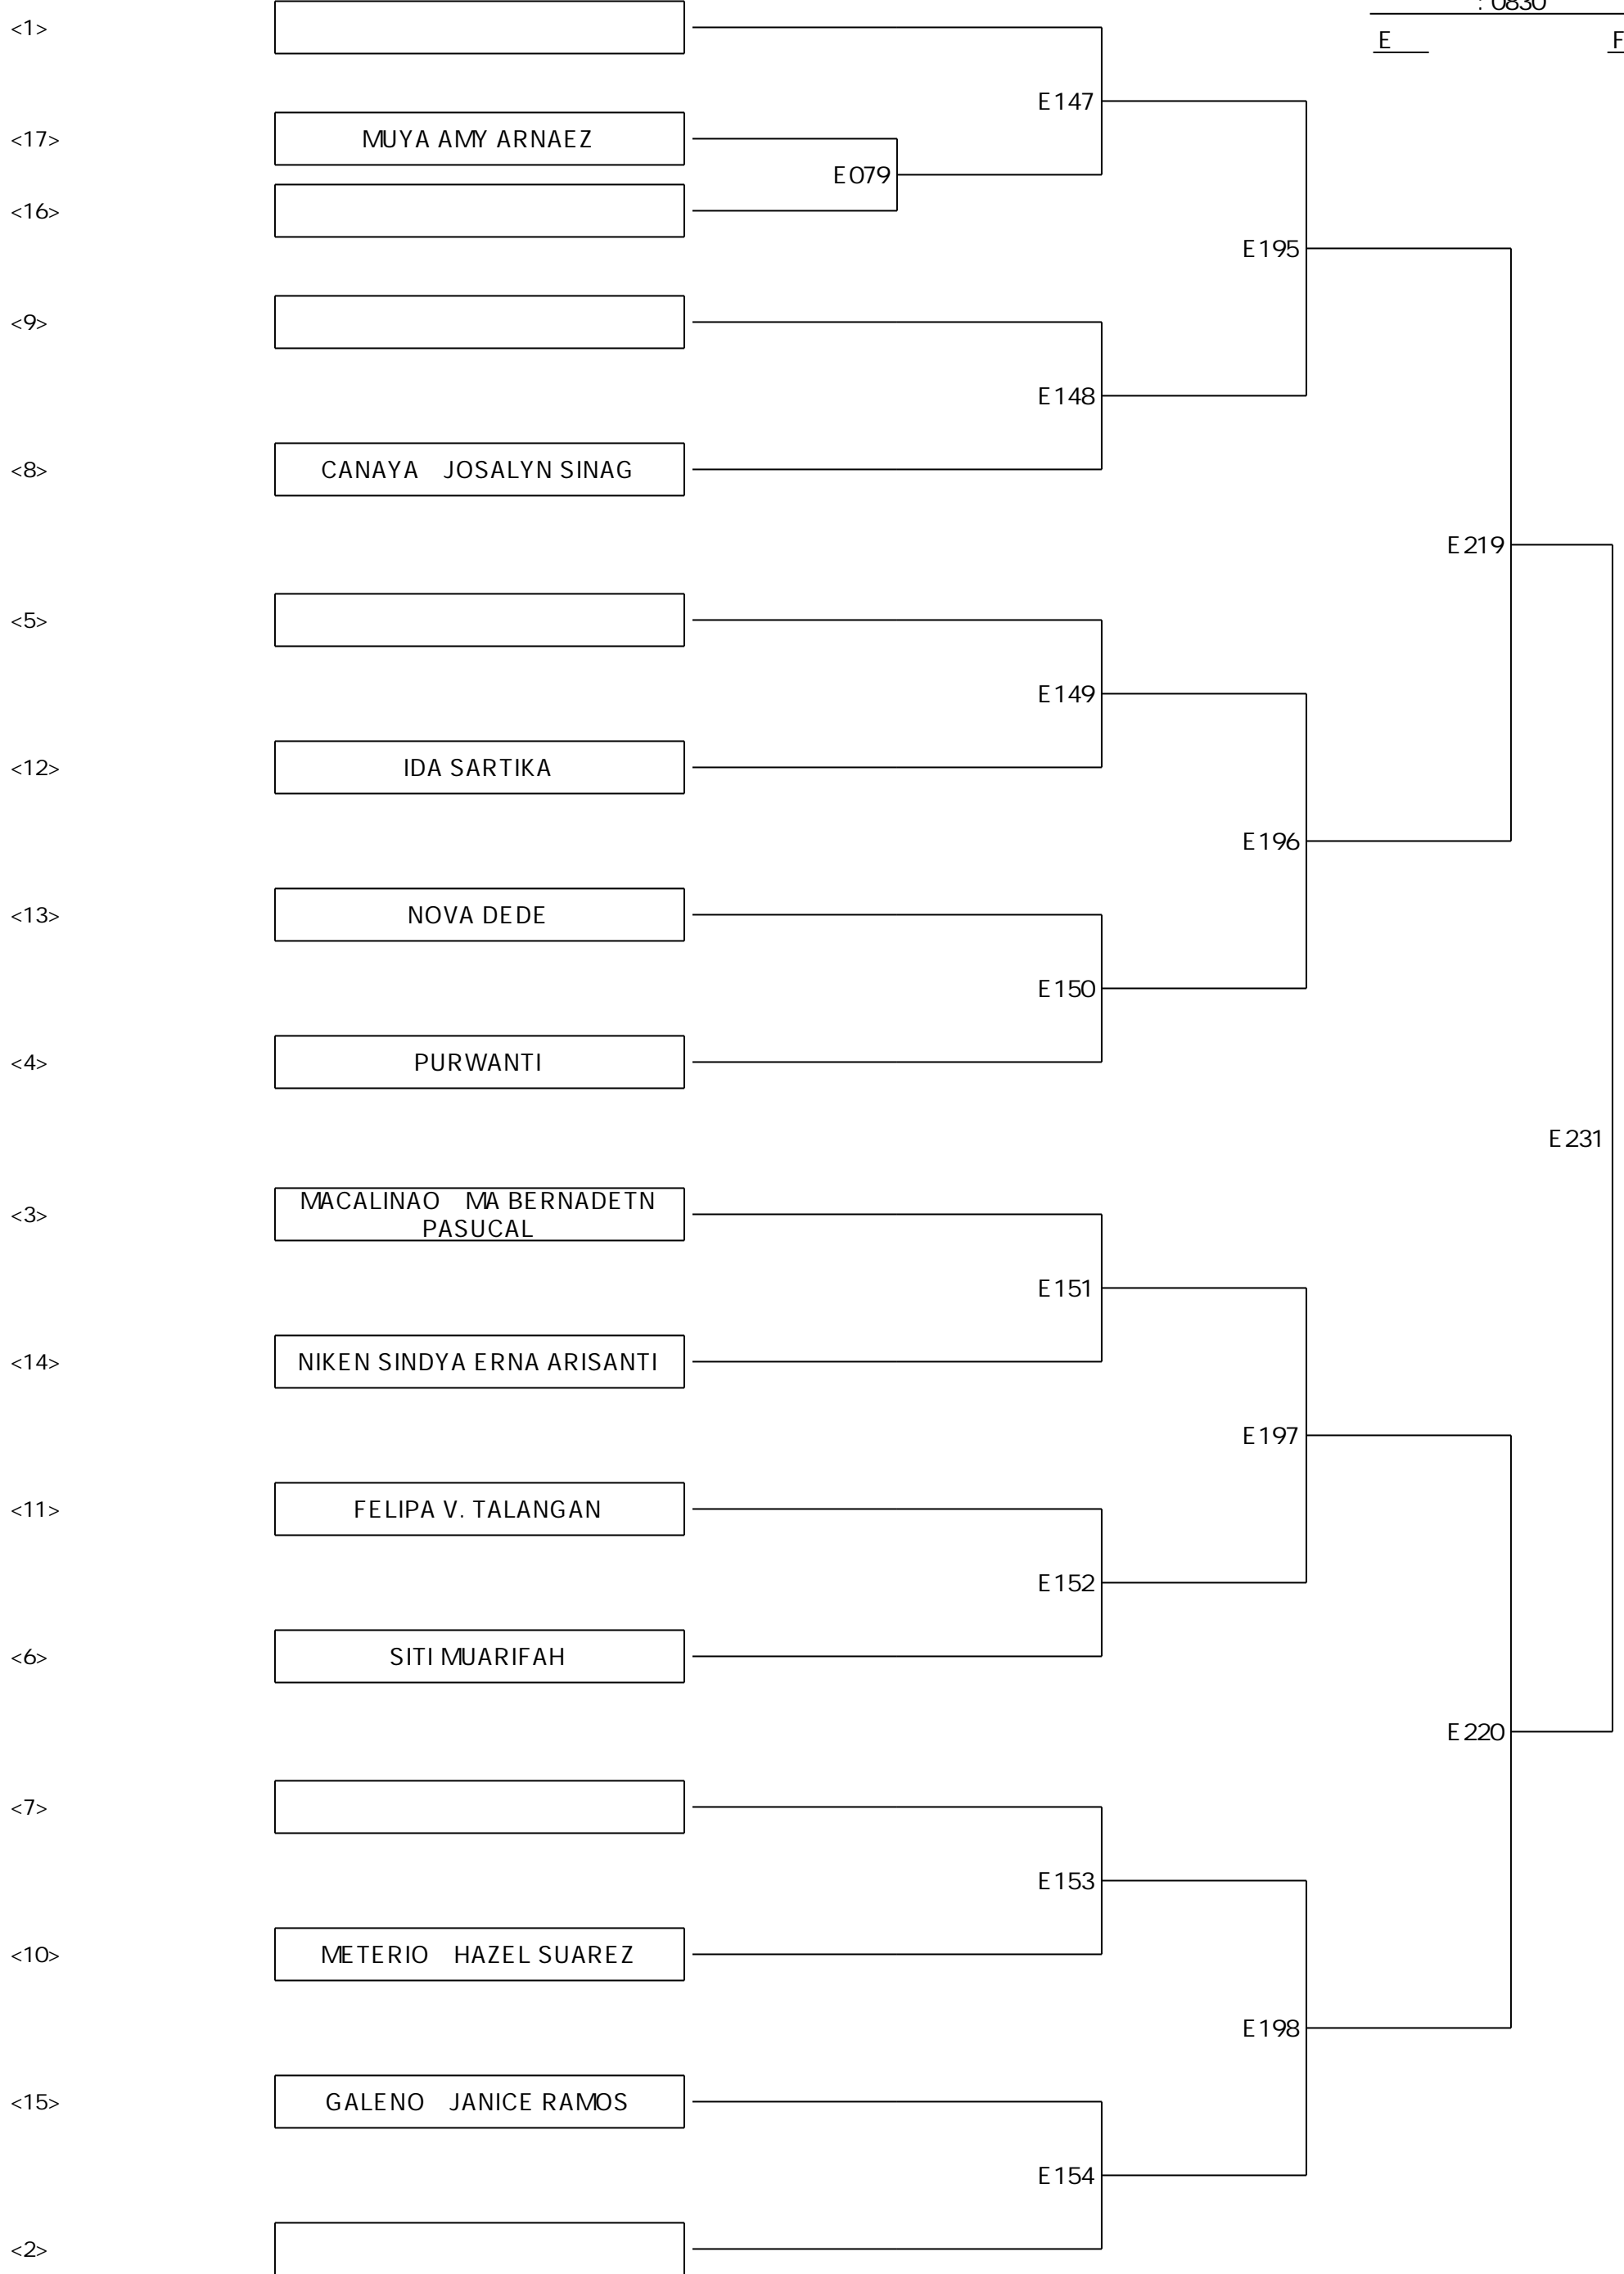 : 0830
<1>
E
F
E147
<17>
MUYA AMY ARNAEZ
E079
<16>
E195
<9>
E148
<8>
CANAYA JOSALYN SINAG
E219
<5>
E149
<12>
IDA SARTIKA
E196
<13>
NOVA DEDE
E150
<4>
PURWANTI
E231
<3>
MACALINAO MA BERNADETN
PASUCAL
E151
<14>
NIKEN SINDYA ERNA ARISANTI
E197
<11>
FELIPA V. TALANGAN
E152
<6>
SITI MUARIFAH
E220
<7>
E153
<10>
METERIO HAZEL SUAREZ
E198
<15>
GALENO JANICE RAMOS
E154
<2>